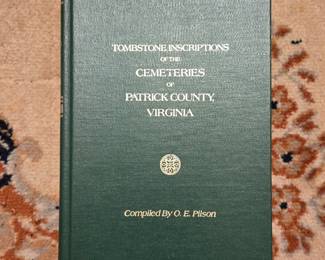 TOMBSTONE INSCRIPTIONS
OF THE
CEMETERIES
OF
PATRICK COUNTY,
VIRGINIA
Compiled By O. E. Pilson